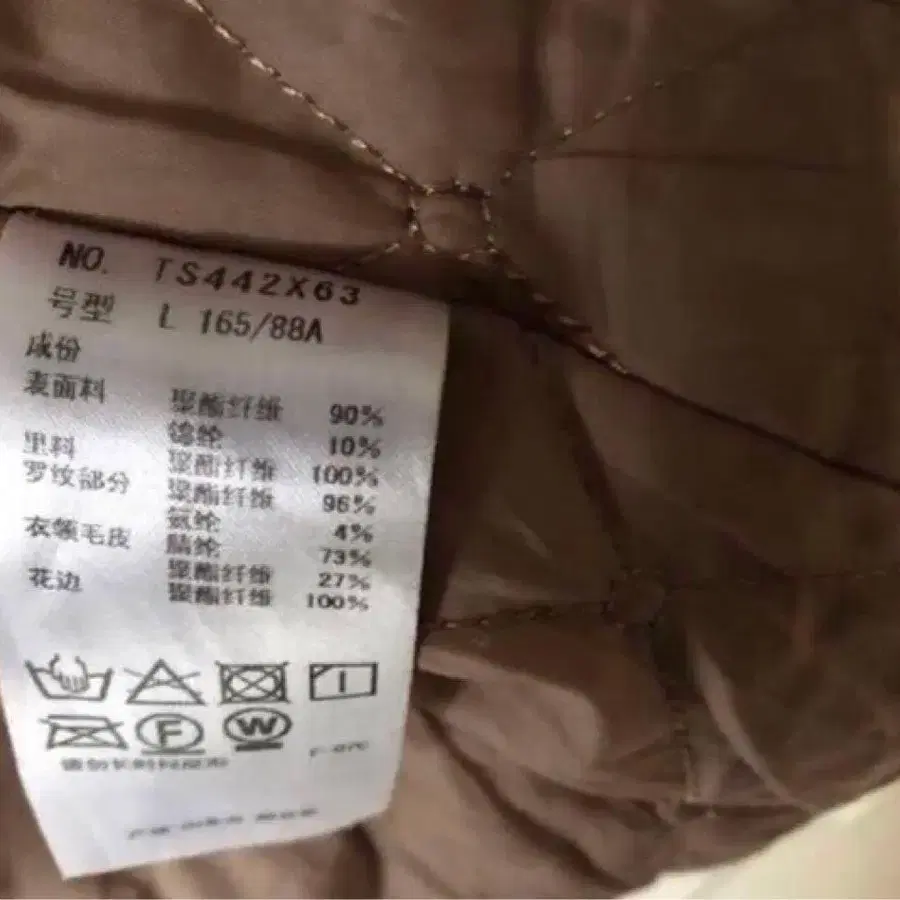 NO. TS442X63
号型 L 165/88A
成份
表面料 聚酯纤维 90%
锦纶 10%
里料 聚酯纤维 100%
罗纹部分 聚酯纤维 96%
氨纶 4%
衣领毛皮 腈纶 73%
聚酯纤维 27%
花边 聚酯纤维 100%
F
W